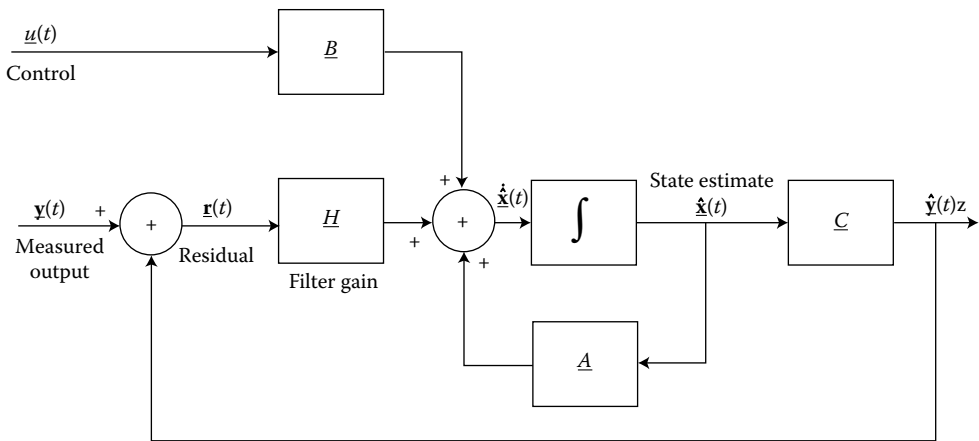 u(t)
Control
B
y(t)
+
Measured
output
+
r(t)
Residual
H
Filter gain
+
+
+
+
ẋ̂(t)
∫
State estimate
x̂(t)
A
C
ŷ(t)z